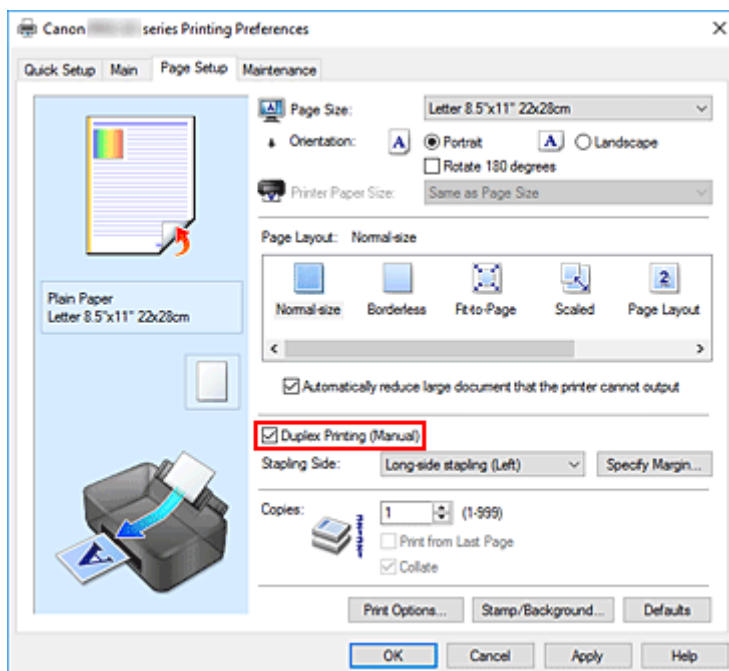 Canon series Printing Preferences
Quick Setup Main Page Setup Maintenance
Page Size: Letter 8.5"x11" 22x28cm
Orientation: A Portrait A Landscape
Rotate 180 degrees
Printer Paper Size: Same as Page Size
Page Layout: Normal-size
Normal-size Borderless Fit-to-Page Scaled Page Layout
Plain Paper
Letter 8.5"x11" 22x28cm
Automatically reduce large document that the printer cannot output
Duplex Printing (Manual)
Stapling Side: Long-side stapling (Left) Specify Margin...
Copies: 1 (1-999)
Print from Last Page
Collate
Print Options... Stamp/Background... Defaults
OK Cancel Apply Help